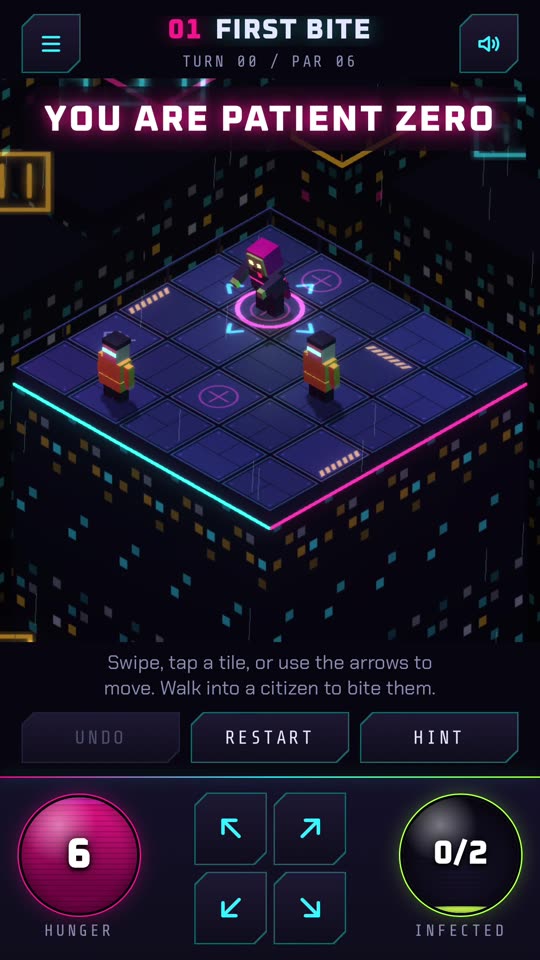 01 FIRST BITE
TURN 00 / PAR 06
YOU ARE PATIENT ZERO
Swipe, tap a tile, or use the arrows to
move. Walk into a citizen to bite them.
UNDO
RESTART
HINT
6
0/2
HUNGER
INFECTED